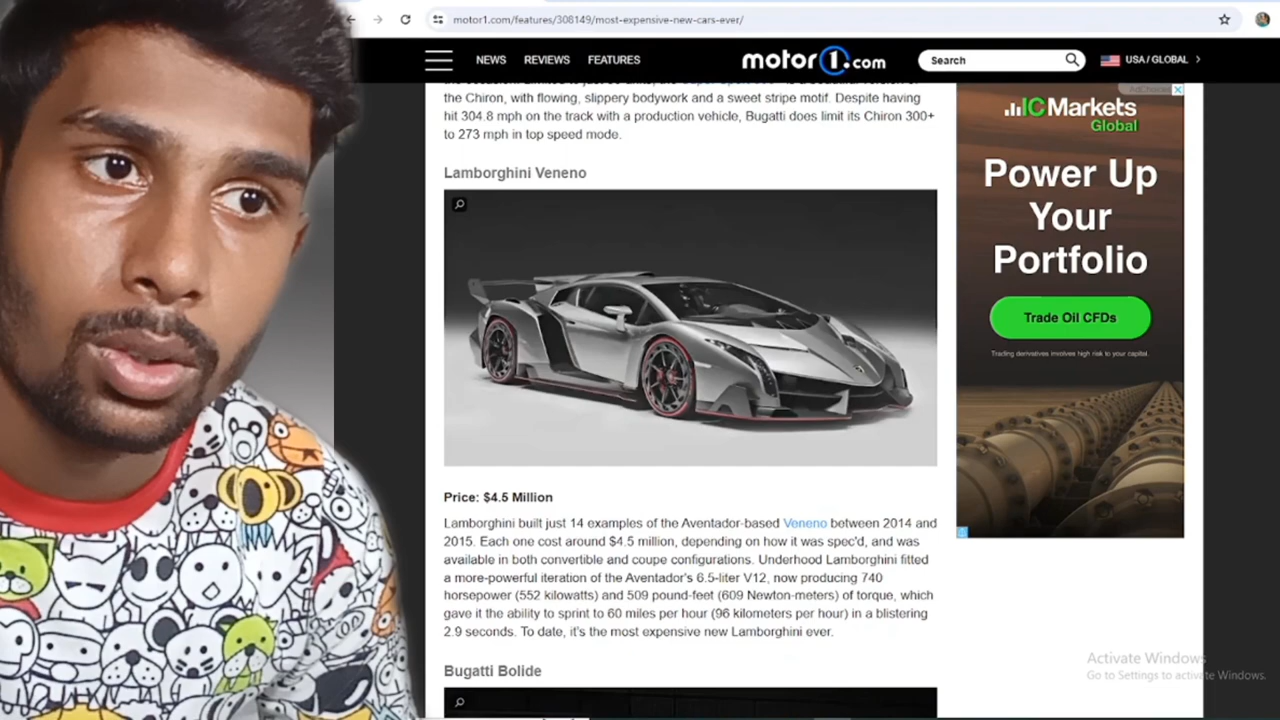 motor1.com/features/308149/most-expensive-new-cars-ever/
NEWS REVIEWS FEATURES
motor1.com
Search
USA / GLOBAL
the Chiron, with flowing, slippery bodywork and a sweet stripe motif. Despite having
hit 304.8 mph on the track with a production vehicle, Bugatti does limit its Chiron 300+
to 273 mph in top speed mode.
Lamborghini Veneno
Price: $4.5 Million
Lamborghini built just 14 examples of the Aventador-based Veneno between 2014 and
2015. Each one cost around $4.5 million, depending on how it was spec'd, and was
available in both convertible and coupe configurations. Underhood Lamborghini fitted
a more-powerful iteration of the Aventador's 6.5-liter V12, now producing 740
horsepower (552 kilowatts) and 509 pound-feet (609 Newton-meters) of torque, which
gave it the ability to sprint to 60 miles per hour (96 kilometers per hour) in a blistering
2.9 seconds. To date, it's the most expensive new Lamborghini ever.
Bugatti Bolide
AdChoices
ICMarkets
Global
Power Up
Your
Portfolio
Trade Oil CFDs
Trading derivatives involves high risk to your capital.
Activate Windows
Go to Settings to activate Windows.